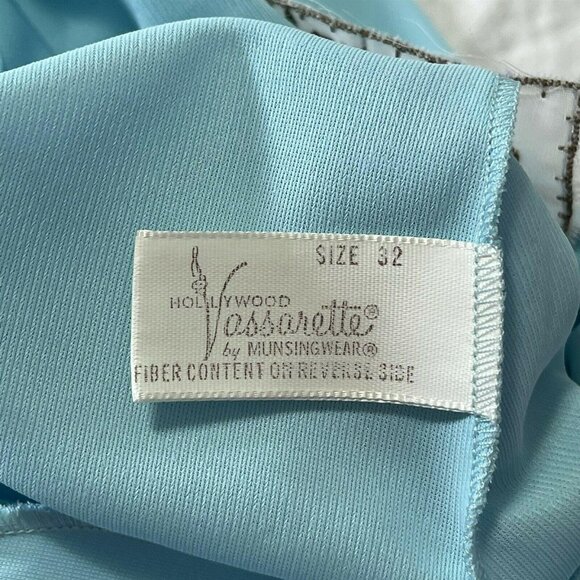 SIZE 32
HOLLYWOOD
Vassarette®
by MUNSINGWEAR®
FIBER CONTENT ON REVERSE SIDE